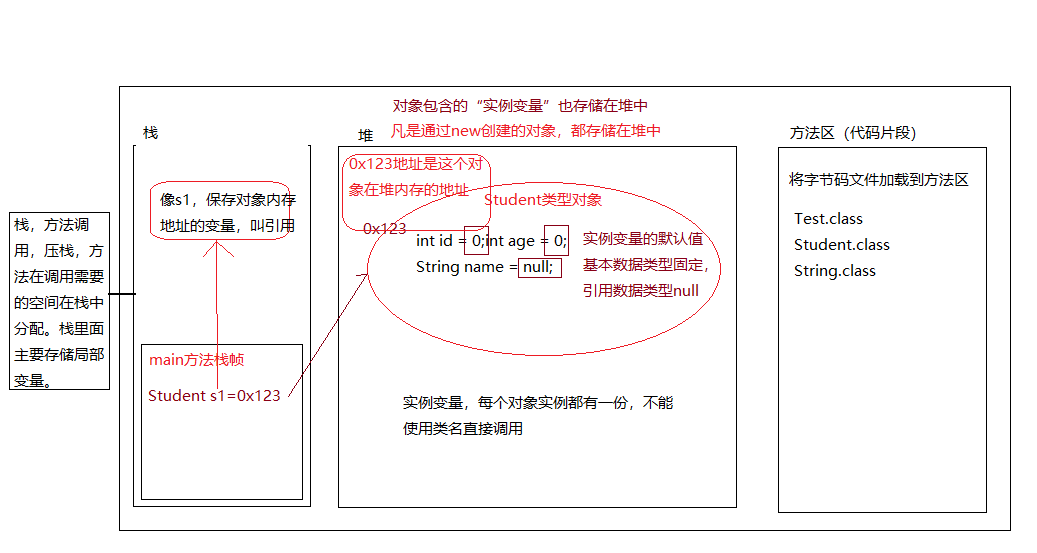 对象包含的“实例变量”也存储在堆中
凡是通过new创建的对象，都存储在堆中
栈
堆
方法区（代码片段）
栈，方法调
用，压栈，方
法在调用需要
的空间在栈中
分配。栈里面
主要存储局部
变量。
像s1，保存对象内存
地址的变量，叫引用
main方法栈帧
Student s1=0x123
0x123地址是这个对
象在堆内存的地址
0x123
Student类型对象
int id = 0;int age = 0;
String name = null;
实例变量的默认值
基本数据类型固定，
引用数据类型null
实例变量，每个对象实例都有一份，不能
使用类名直接调用
将字节码文件加载到方法区
Test.class
Student.class
String.class